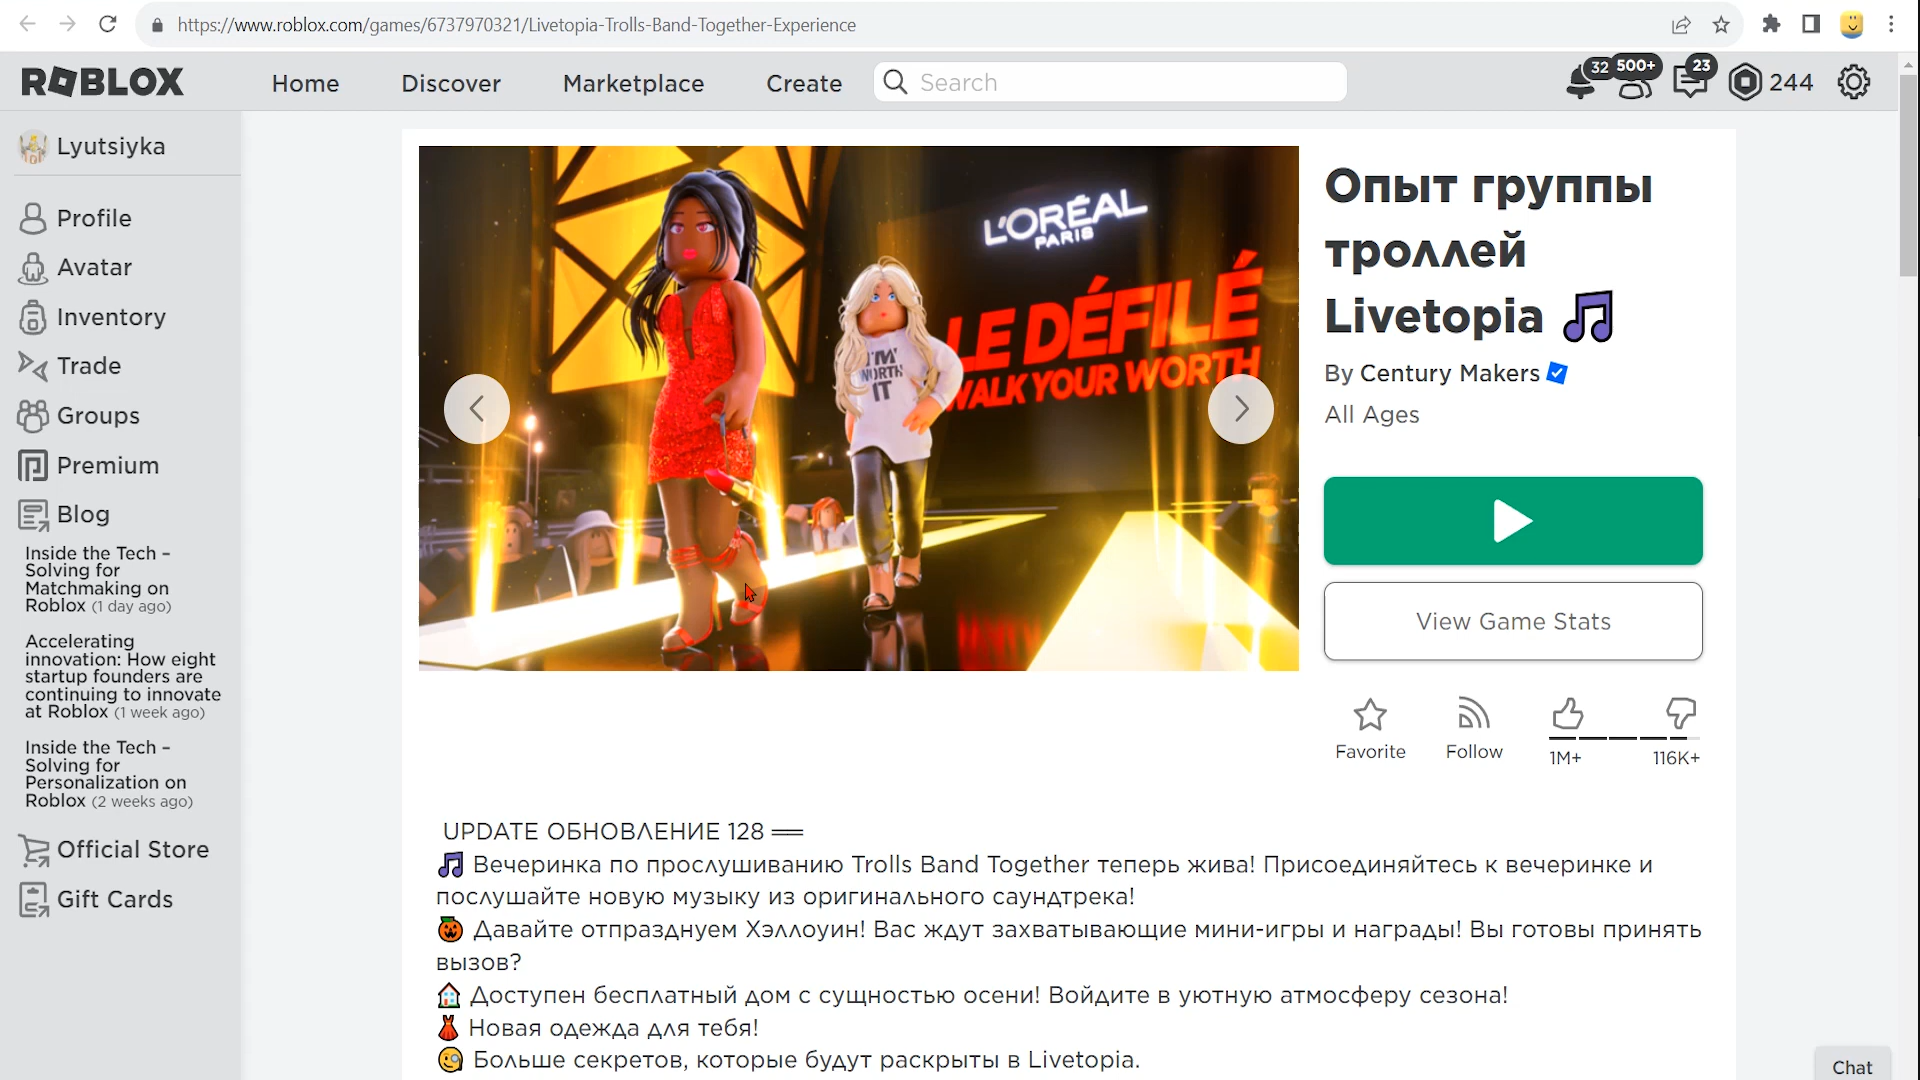 https://www.roblox.com/games/6737970321/Livetopia-Trolls-Band-Together-Experience
ROBLOX
Home
Discover
Marketplace
Create
Search
32
500+
23
244
Lyutsiyka
Profile
Avatar
Inventory
Trade
Groups
Premium
Blog
Inside the Tech –
Solving for
Matchmaking on
Roblox (1 day ago)
Accelerating
innovation: How eight
startup founders are
continuing to innovate
at Roblox (1 week ago)
Inside the Tech –
Solving for
Personalization on
Roblox (2 weeks ago)
Official Store
Gift Cards
L'ORÉAL
PARIS
LE DÉFILÉ
WALK YOUR WORTH
I'M
WORTH
IT
Опыт группы
троллей
Livetopia 🎵
By Century Makers
All Ages
View Game Stats
Favorite
Follow
1M+
116K+
UPDATE ОБНОВЛЕНИЕ 128 ══
🎵 Вечеринка по прослушиванию Trolls Band Together теперь жива! Присоединяйтесь к вечеринке и
послушайте новую музыку из оригинального саундтрека!
🎃 Давайте отпразднуем Хэллоуин! Вас ждут захватывающие мини-игры и награды! Вы готовы принять
вызов?
🏠 Доступен бесплатный дом с сущностью осени! Войдите в уютную атмосферу сезона!
👗 Новая одежда для тебя!
🧐 Больше секретов, которые будут раскрыты в Livetopia.
Chat